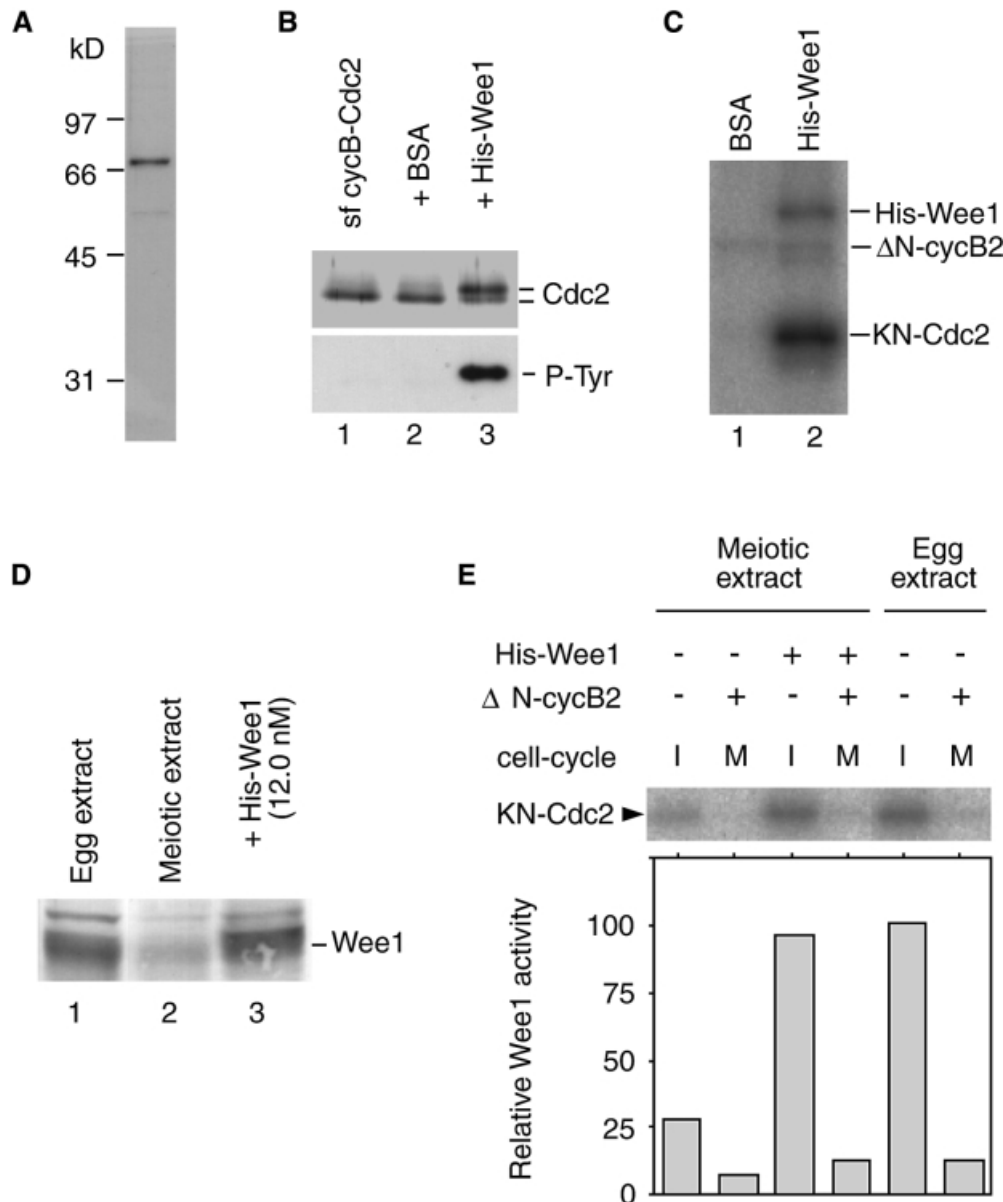 A
kD
97
66
45
31
B
sf cycB-Cdc2
+ BSA
+ His-Wee1
Cdc2
P-Tyr
1 2 3
C
BSA
His-Wee1
His-Wee1
ΔN-cycB2
KN-Cdc2
1 2
D
Egg extract
Meiotic extract
+ His-Wee1
(12.0 nM)
Wee1
1 2 3
E
Meiotic
extract
Egg
extract
His-Wee1 - - + + - -
Δ N-cycB2 - + - + - +
cell-cycle I M I M I M
KN-Cdc2
Relative Wee1 activity
100
75
50
25
0